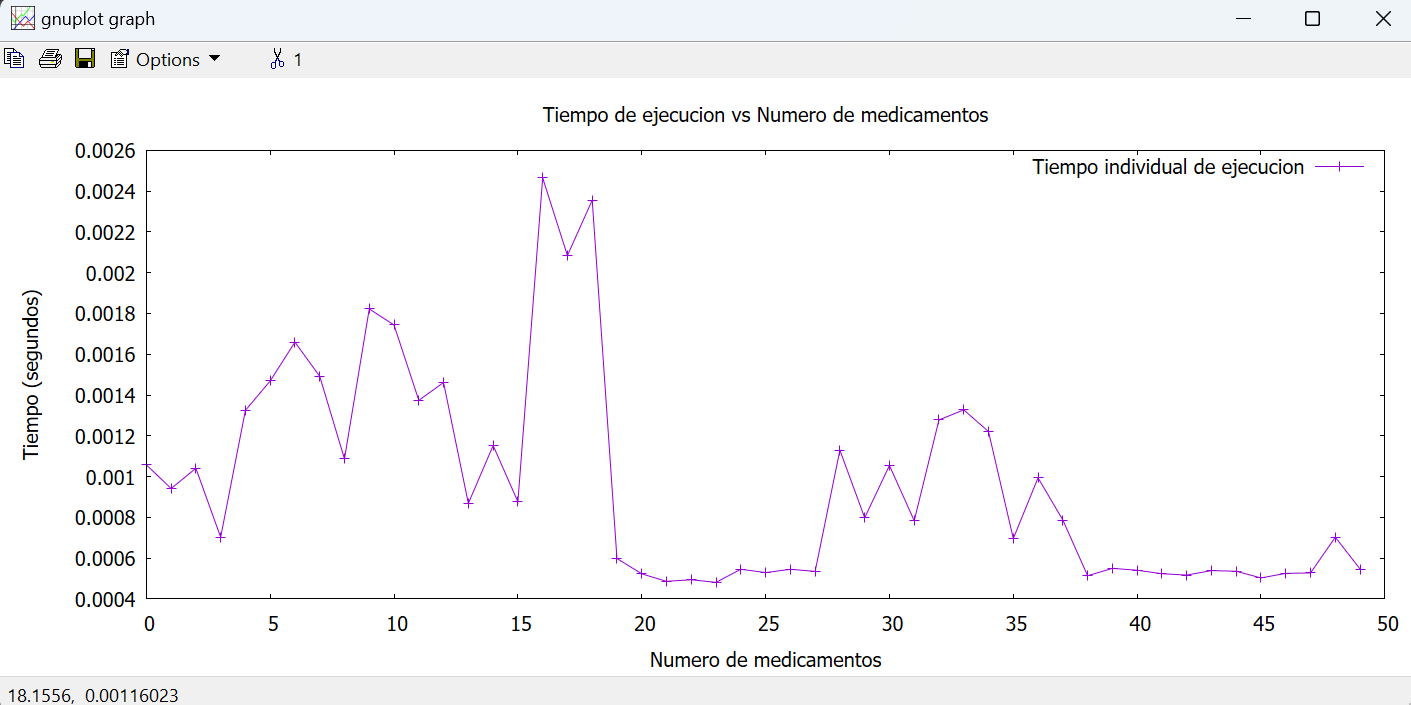 gnuplot graph
Options 1
Tiempo de ejecucion vs Numero de medicamentos
Tiempo individual de ejecucion
0.0026
0.0024
0.0022
0.002
0.0018
0.0016
0.0014
0.0012
0.001
0.0008
0.0006
0.0004
Tiempo (segundos)
0 5 10 15 20 25 30 35 40 45 50
Numero de medicamentos
18.1556, 0.00116023